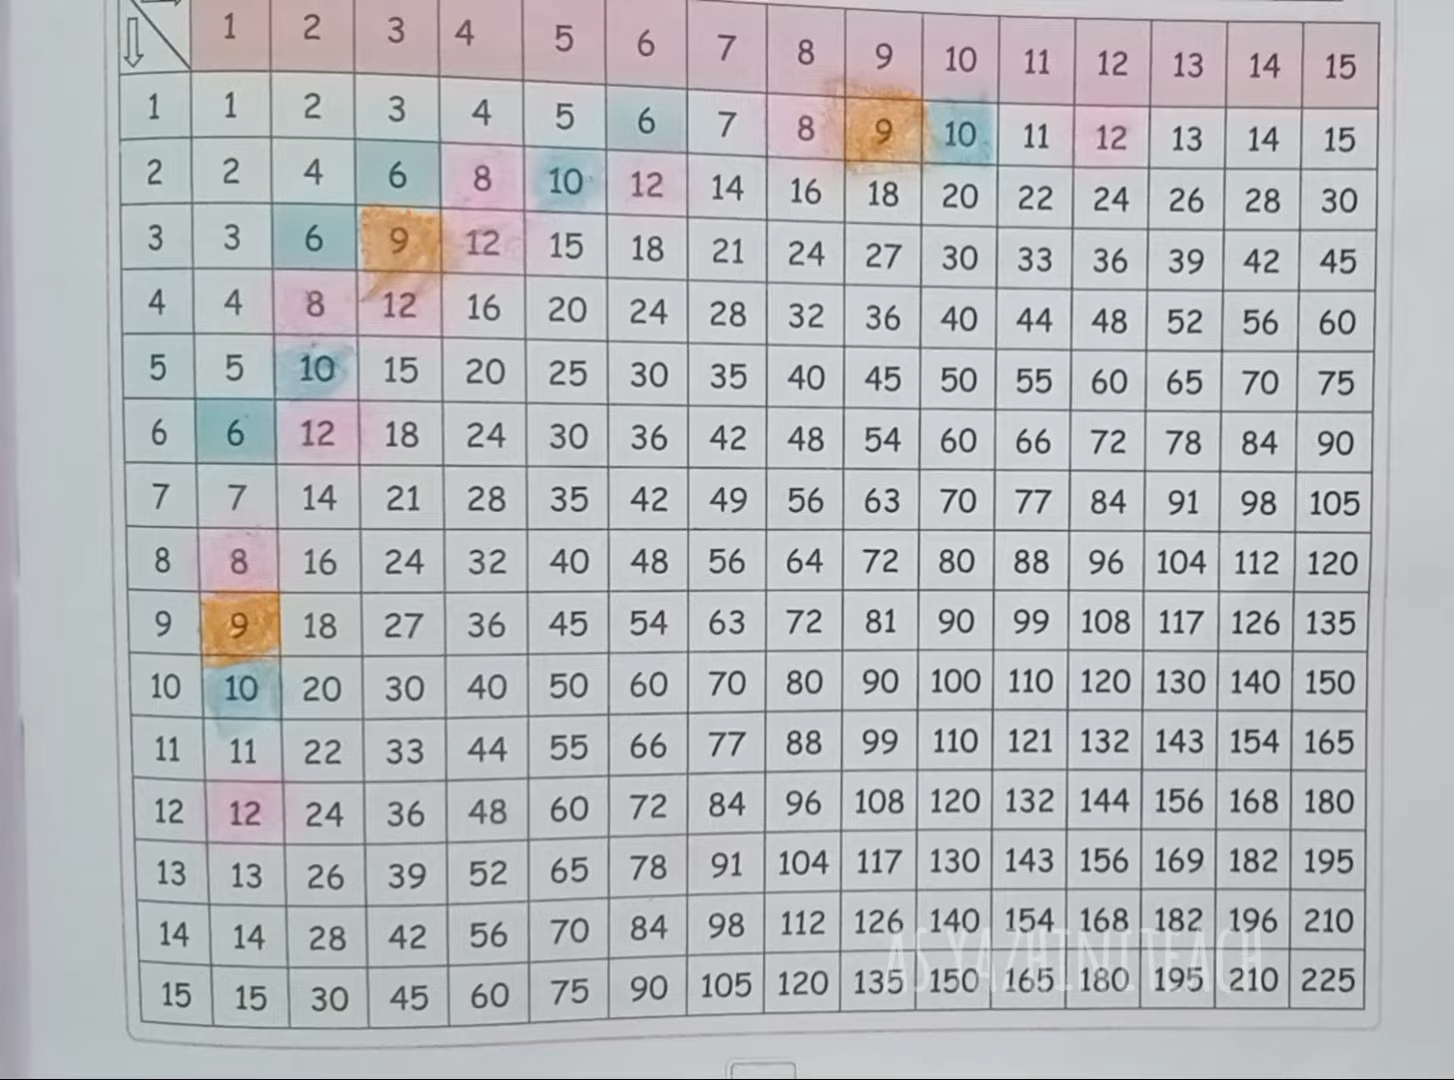 1 2 3 4 5 6 7 8 9 10 11 12 13 14 15
1 1 2 3 4 5 6 7 8 9 10 11 12 13 14 15
2 2 4 6 8 10 12 14 16 18 20 22 24 26 28 30
3 3 6 9 12 15 18 21 24 27 30 33 36 39 42 45
4 4 8 12 16 20 24 28 32 36 40 44 48 52 56 60
5 5 10 15 20 25 30 35 40 45 50 55 60 65 70 75
6 6 12 18 24 30 36 42 48 54 60 66 72 78 84 90
7 7 14 21 28 35 42 49 56 63 70 77 84 91 98 105
8 8 16 24 32 40 48 56 64 72 80 88 96 104 112 120
9 9 18 27 36 45 54 63 72 81 90 99 108 117 126 135
10 10 20 30 40 50 60 70 80 90 100 110 120 130 140 150
11 11 22 33 44 55 66 77 88 99 110 121 132 143 154 165
12 12 24 36 48 60 72 84 96 108 120 132 144 156 168 180
13 13 26 39 52 65 78 91 104 117 130 143 156 169 182 195
14 14 28 42 56 70 84 98 112 126 140 154 168 182 196 210
AS YAZHINI TEACH
15 15 30 45 60 75 90 105 120 135 150 165 180 195 210 225